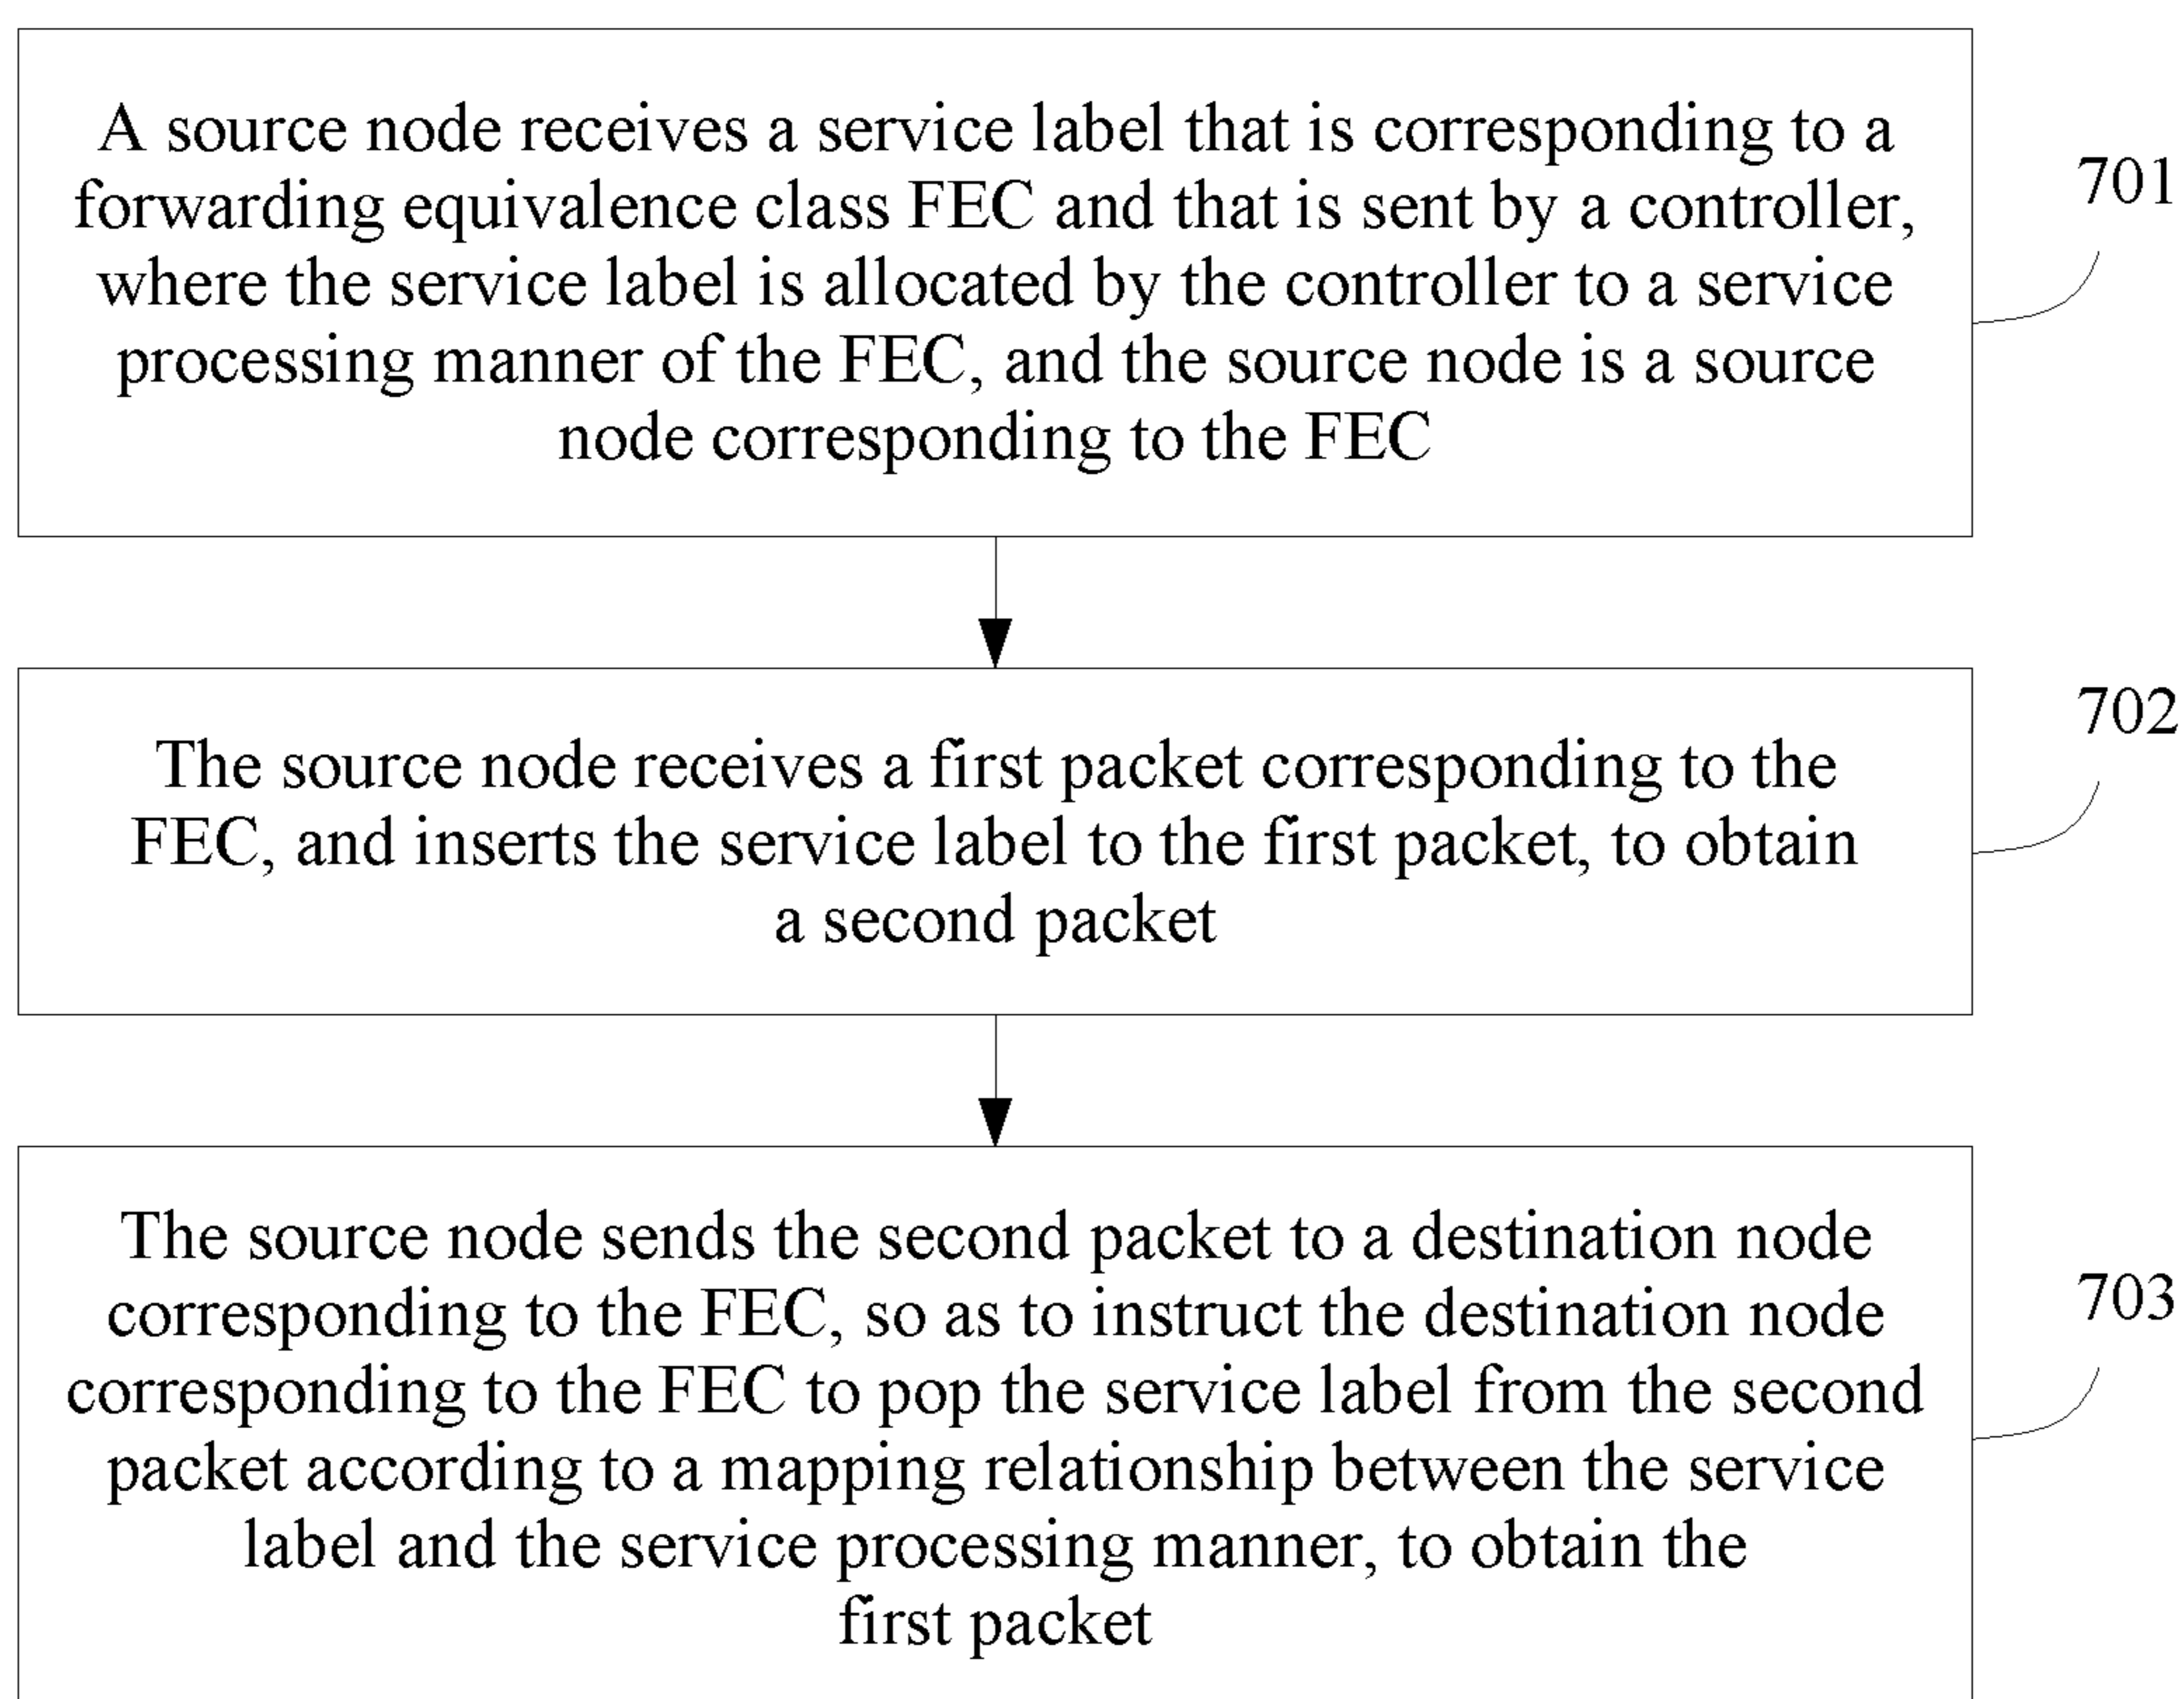 A source node receives a service label that is corresponding to a
forwarding equivalence class FEC and that is sent by a controller,
where the service label is allocated by the controller to a service
processing manner of the FEC, and the source node is a source
node corresponding to the FEC
701
The source node receives a first packet corresponding to the
FEC, and inserts the service label to the first packet, to obtain
a second packet
702
The source node sends the second packet to a destination node
corresponding to the FEC, so as to instruct the destination node
corresponding to the FEC to pop the service label from the second
packet according to a mapping relationship between the service
label and the service processing manner, to obtain the
first packet
703